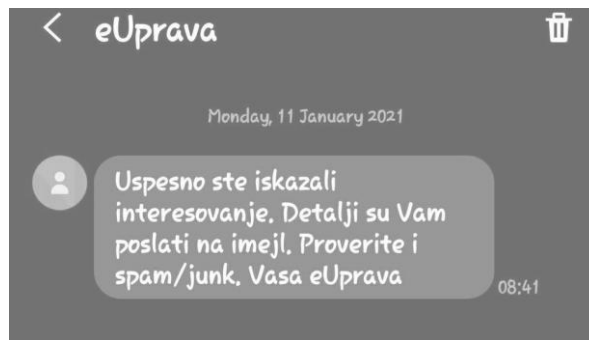 eUprava
Monday, 11 January 2021
Uspesno ste iskazali
interesovanje. Detalji su Vam
poslati na imejl. Proverite i
spam/junk. Vasa eUprava
08:41